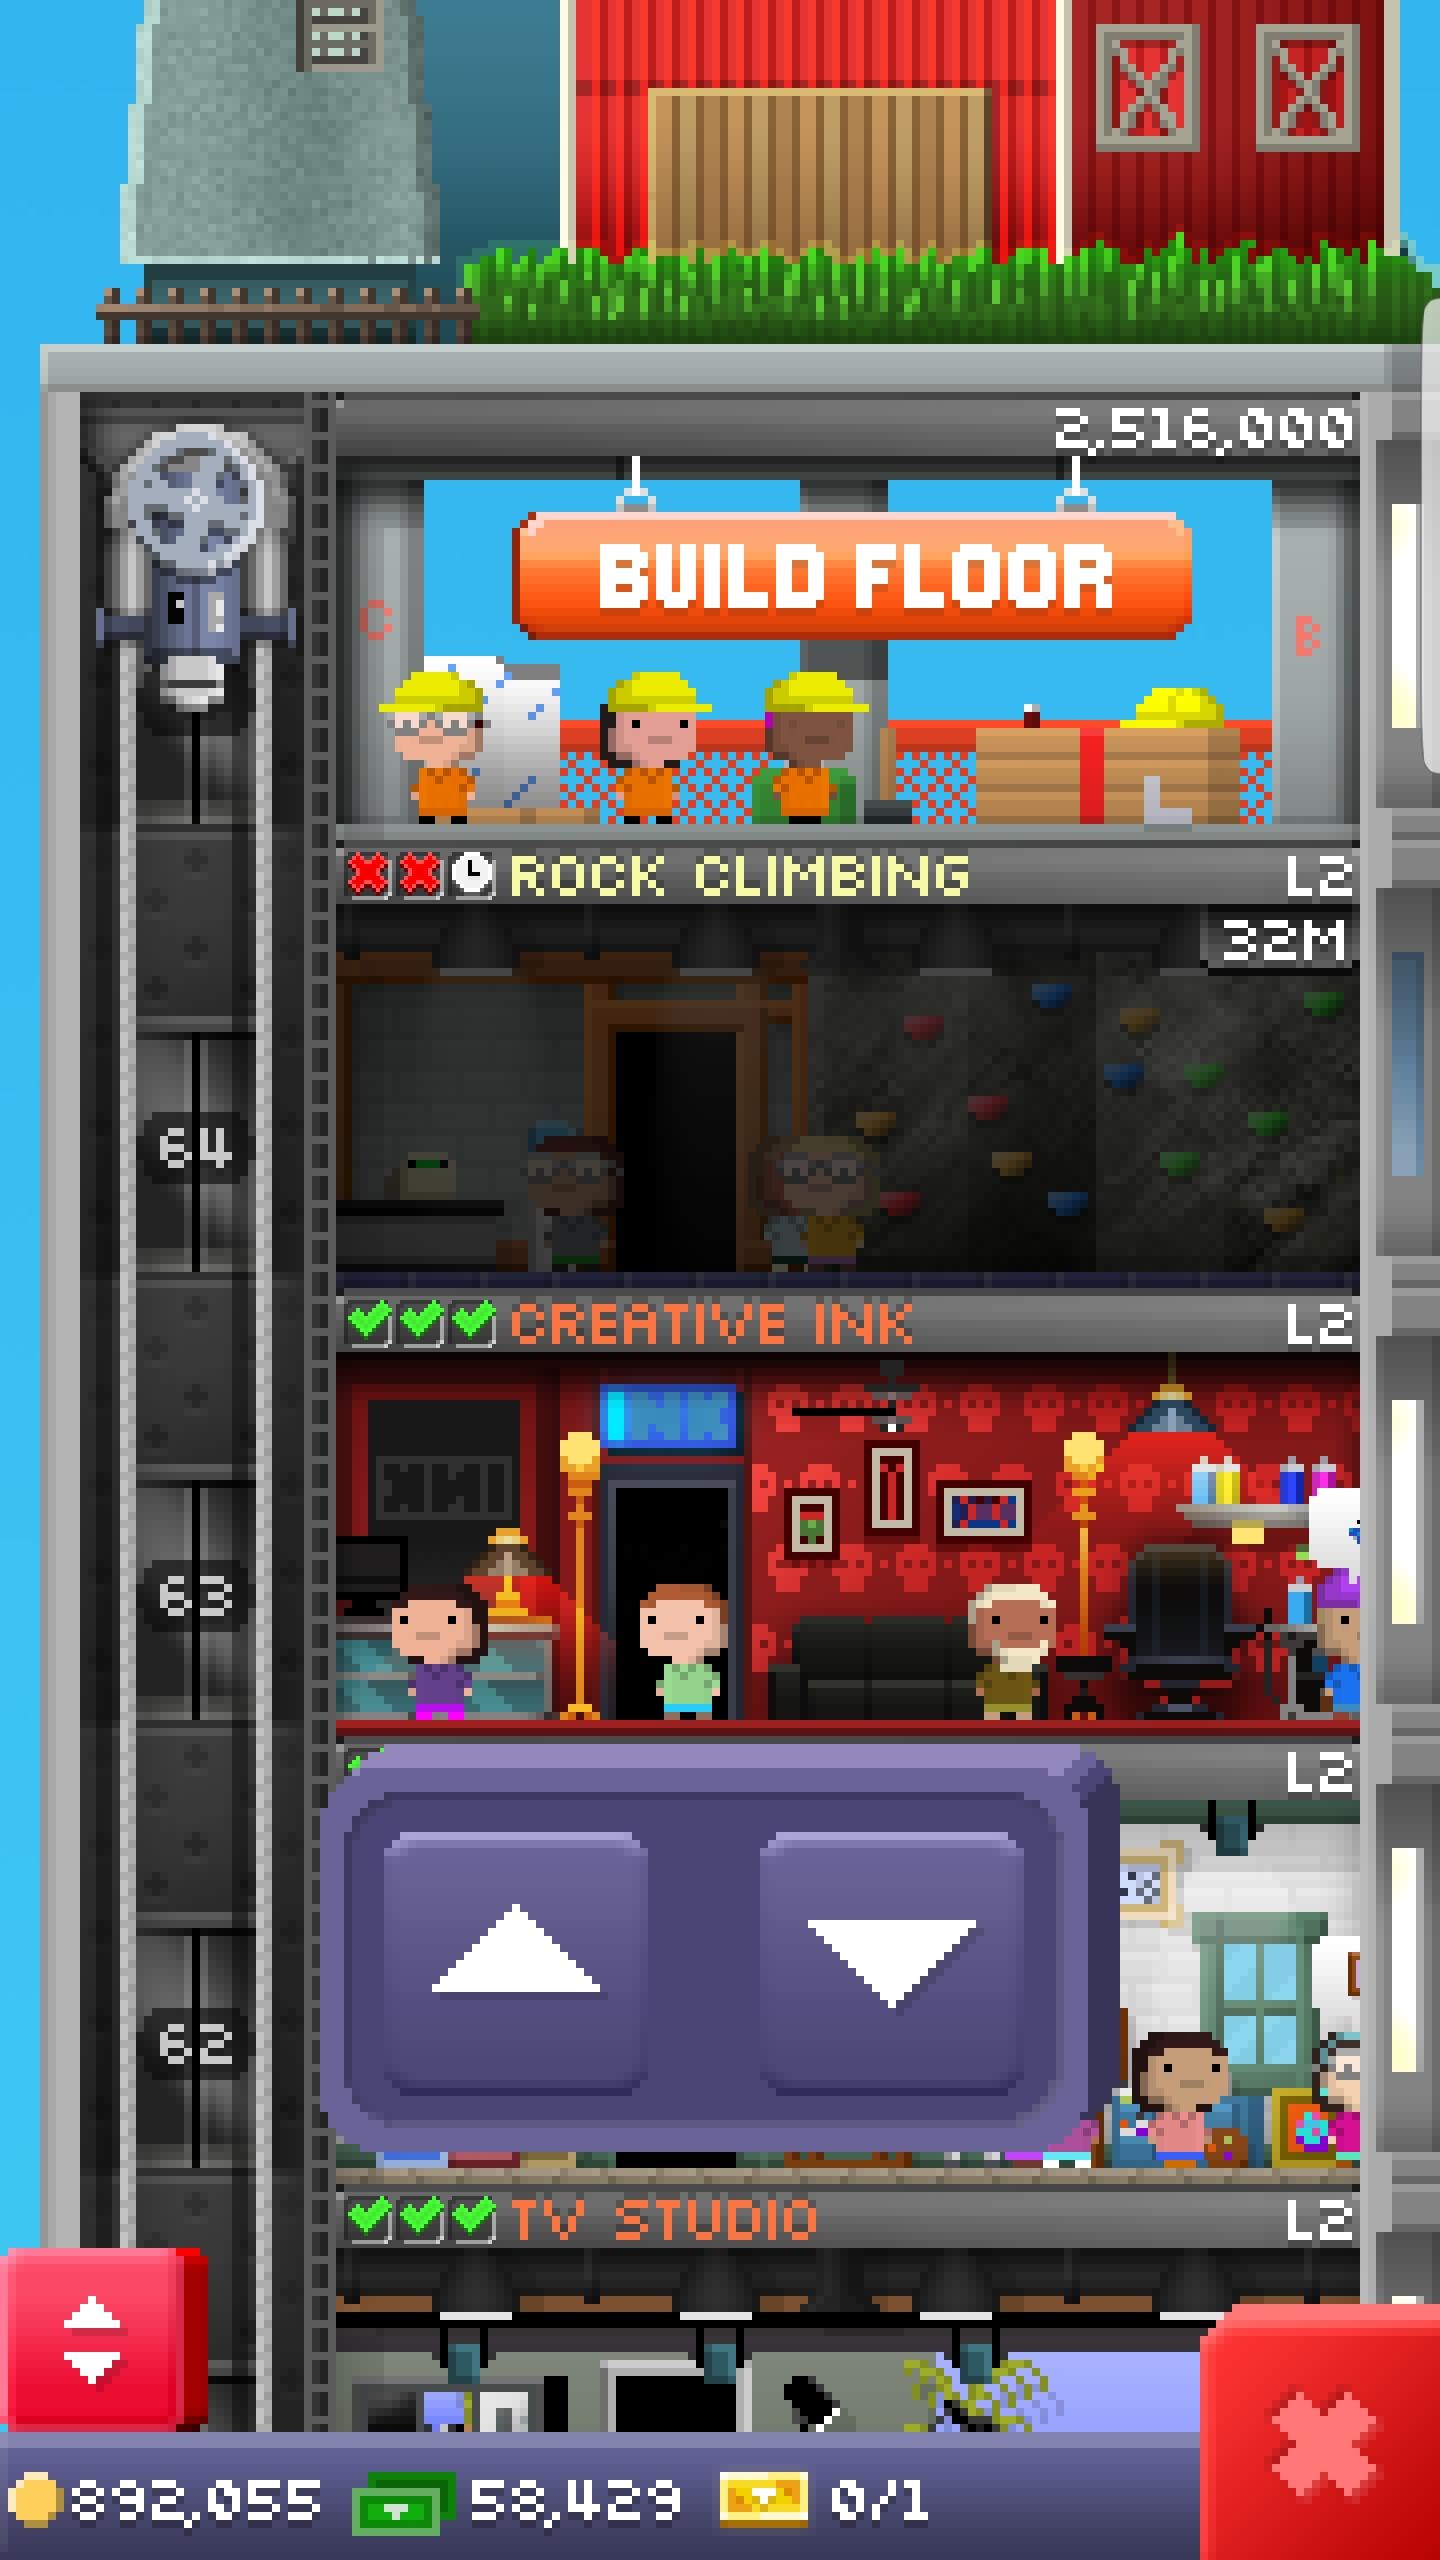 2,516,000
BUILD FLOOR
C
B
ROCK CLIMBING L2
32M
64
CREATIVE INK L2
INK
63
L2
62
TV STUDIO L2
892,055 58,429 0/1